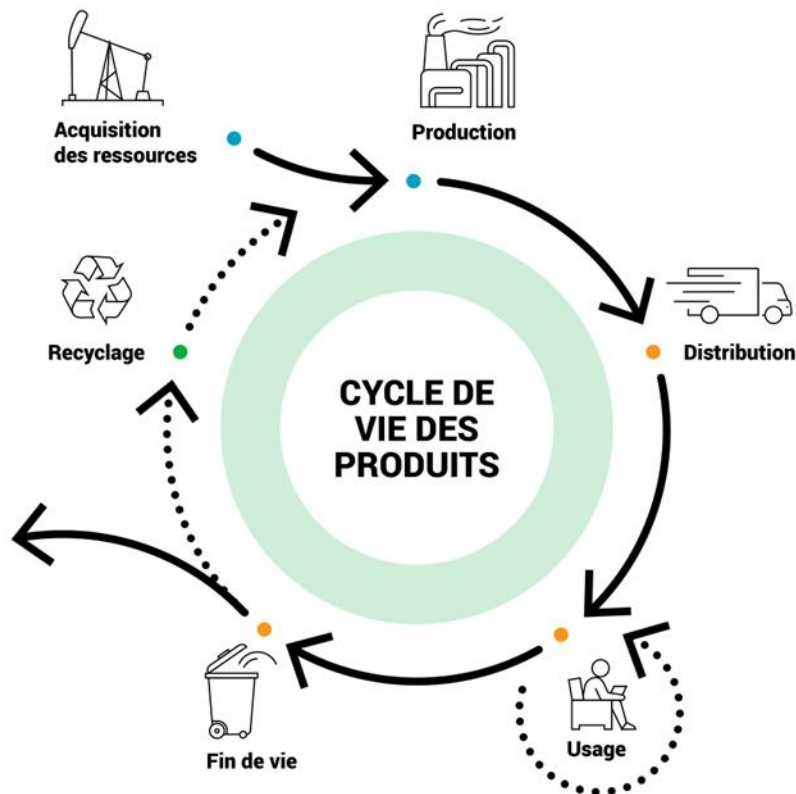 Acquisition
des ressources
Production
Recyclage
Distribution
CYCLE DE
VIE DES
PRODUITS
Usage
Fin de vie